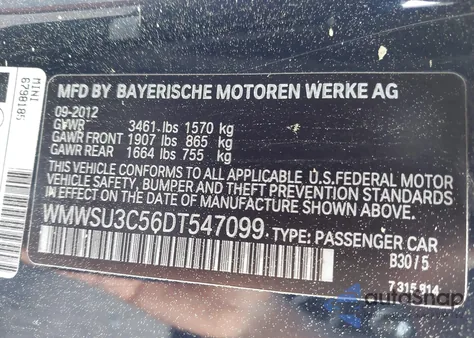 MINI
6798185
MFD BY BAYERISCHE MOTOREN WERKE AG
09-2012
GVWR 3461.lbs 1570 kg
GAWR FRONT 1907 lbs 865 kg
GAWR REAR 1664 lbs 755 kg
THIS VEHICLE CONFORMS TO ALL APPLICABLE U.S.FEDERAL MOTOR
VEHICLE SAFETY, BUMPER AND THEFT PREVENTION STANDARDS
IN EFFECT ON THE DATE OF MANUFACTURE SHOWN ABOVE.
WMWSU3C56DT547099. TYPE: PASSENGER CAR
B30/5
7 315 914
autosnap